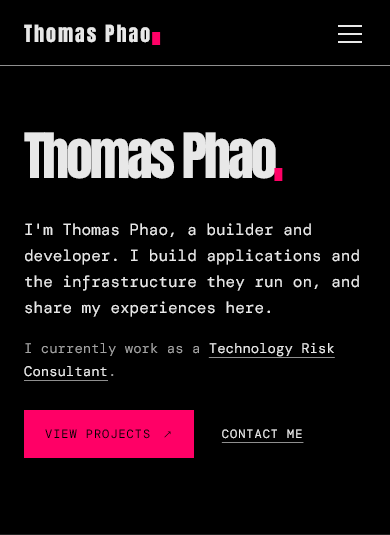 Thomas Phao
Thomas Phao
I'm Thomas Phao, a builder and
developer. I build applications and
the infrastructure they run on, and
share my experiences here.
I currently work as a Technology Risk
Consultant.
VIEW PROJECTS ↗ CONTACT ME